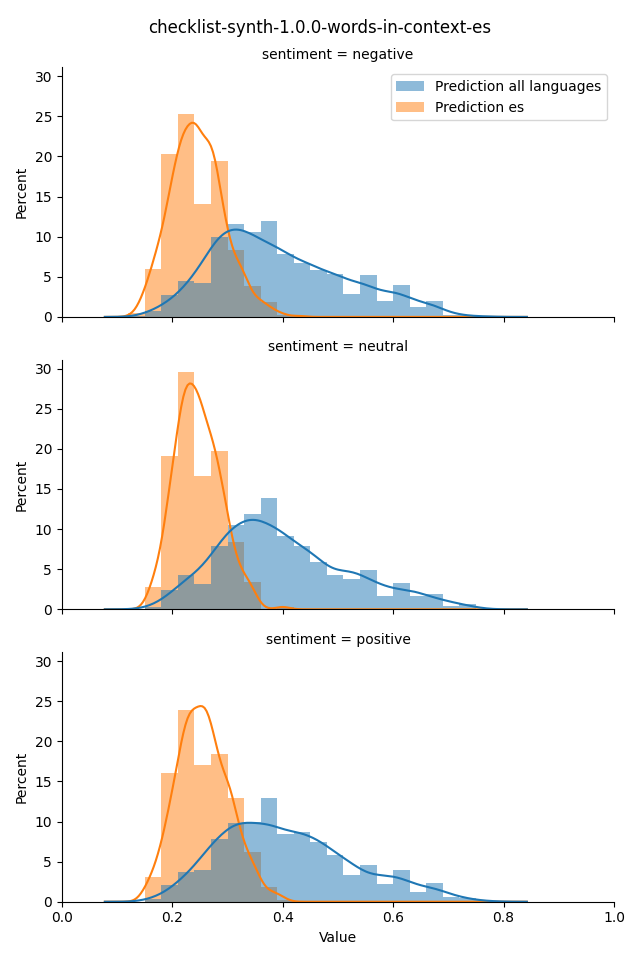 checklist-synth-1.0.0-words-in-context-es
sentiment = negative
30
25
20
15
10
5
0
Percent
Prediction all languages
Prediction es
sentiment = neutral
30
25
20
15
10
5
0
Percent
sentiment = positive
30
25
20
15
10
5
0
Percent
0.0 0.2 0.4 0.6 0.8 1.0
Value